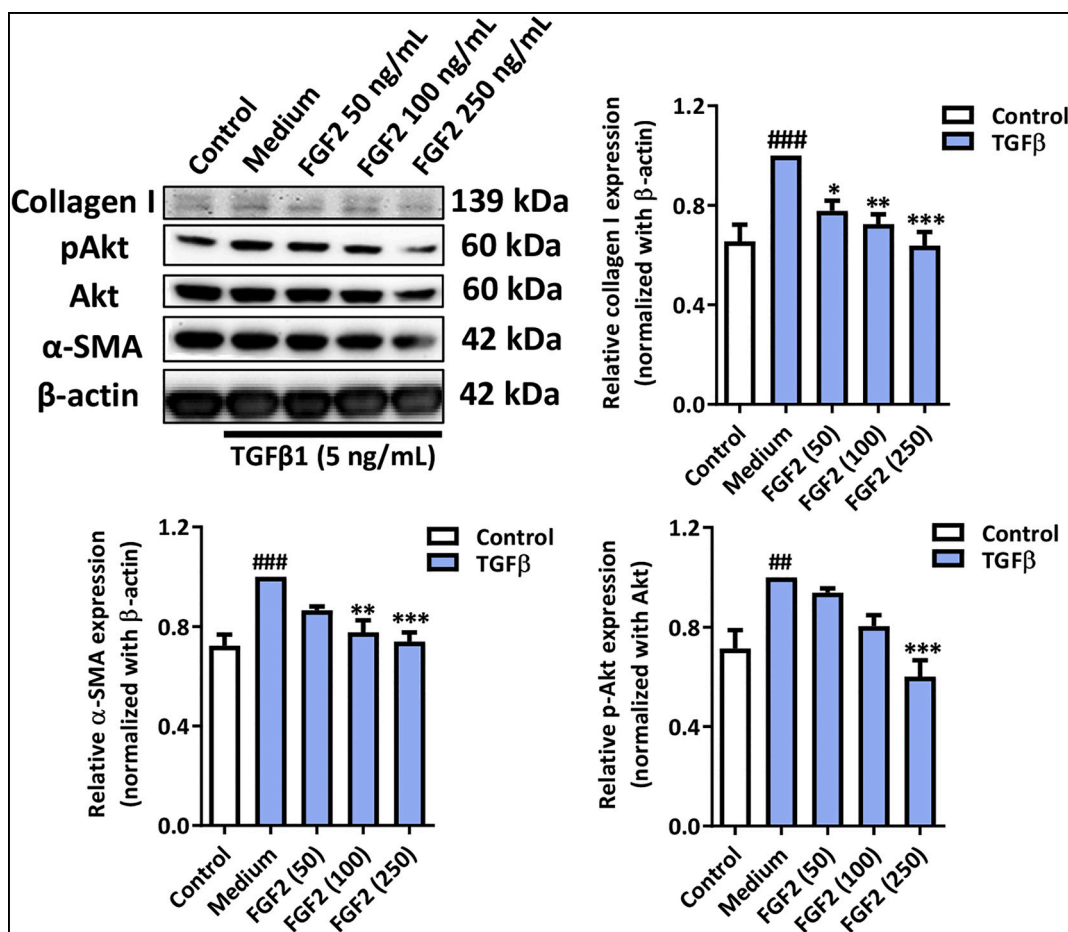 Control
Medium
FGF2 50 ng/mL
FGF2 100 ng/mL
FGF2 250 ng/mL
Collagen I 139 kDa
pAkt 60 kDa
Akt 60 kDa
α-SMA 42 kDa
β-actin 42 kDa
TGFβ1 (5 ng/mL)
Relative collagen I expression
(normalized with β-actin)
1.2
0.8
0.4
0.0
###
*
**
***
Control
TGFβ
Control
Medium
FGF2 (50)
FGF2 (100)
FGF2 (250)
Relative α-SMA expression
(normalized with β-actin)
1.2
0.8
0.4
0.0
###
**
***
Control
TGFβ
Control
Medium
FGF2 (50)
FGF2 (100)
FGF2 (250)
Relative p-Akt expression
(normalized with Akt)
1.2
0.8
0.4
0.0
##
***
Control
TGFβ
Control
Medium
FGF2 (50)
FGF2 (100)
FGF2 (250)